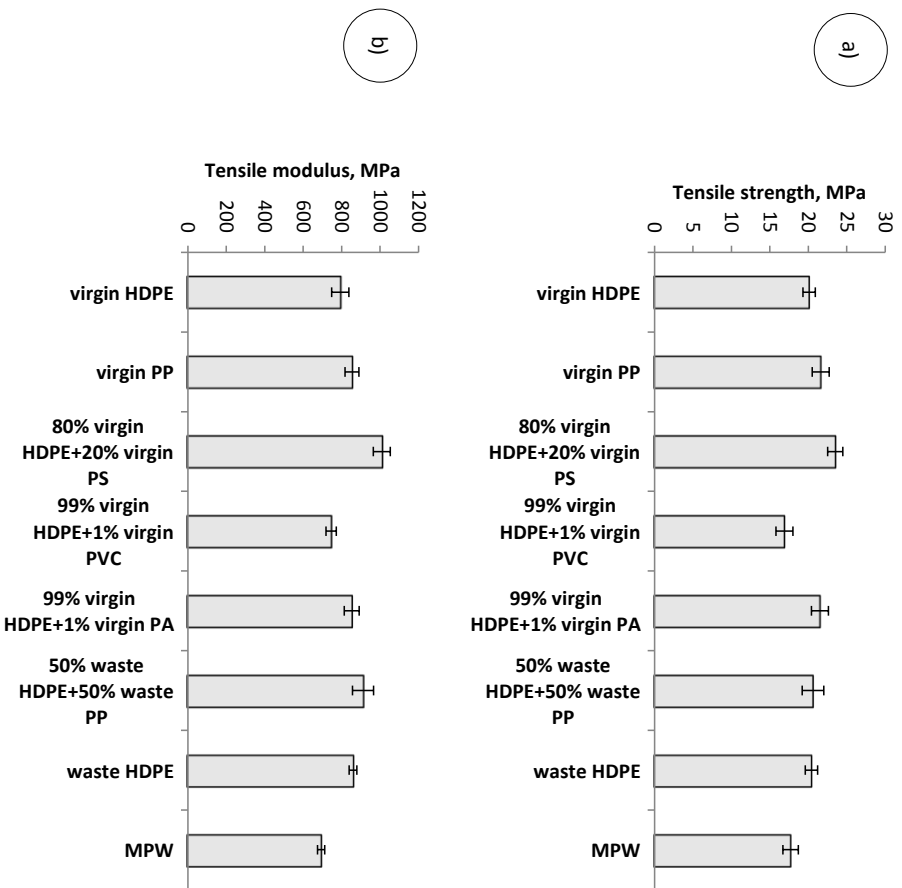 a)
Tensile strength, MPa
30
25
20
15
10
5
0
virgin HDPE
virgin PP
80% virgin
HDPE+20% virgin
PS
99% virgin
HDPE+1% virgin
PVC
99% virgin
HDPE+1% virgin PA
50% waste
HDPE+50% waste
PP
waste HDPE
MPW
b)
Tensile modulus, MPa
1200
1000
800
600
400
200
0
virgin HDPE
virgin PP
80% virgin
HDPE+20% virgin
PS
99% virgin
HDPE+1% virgin
PVC
99% virgin
HDPE+1% virgin PA
50% waste
HDPE+50% waste
PP
waste HDPE
MPW